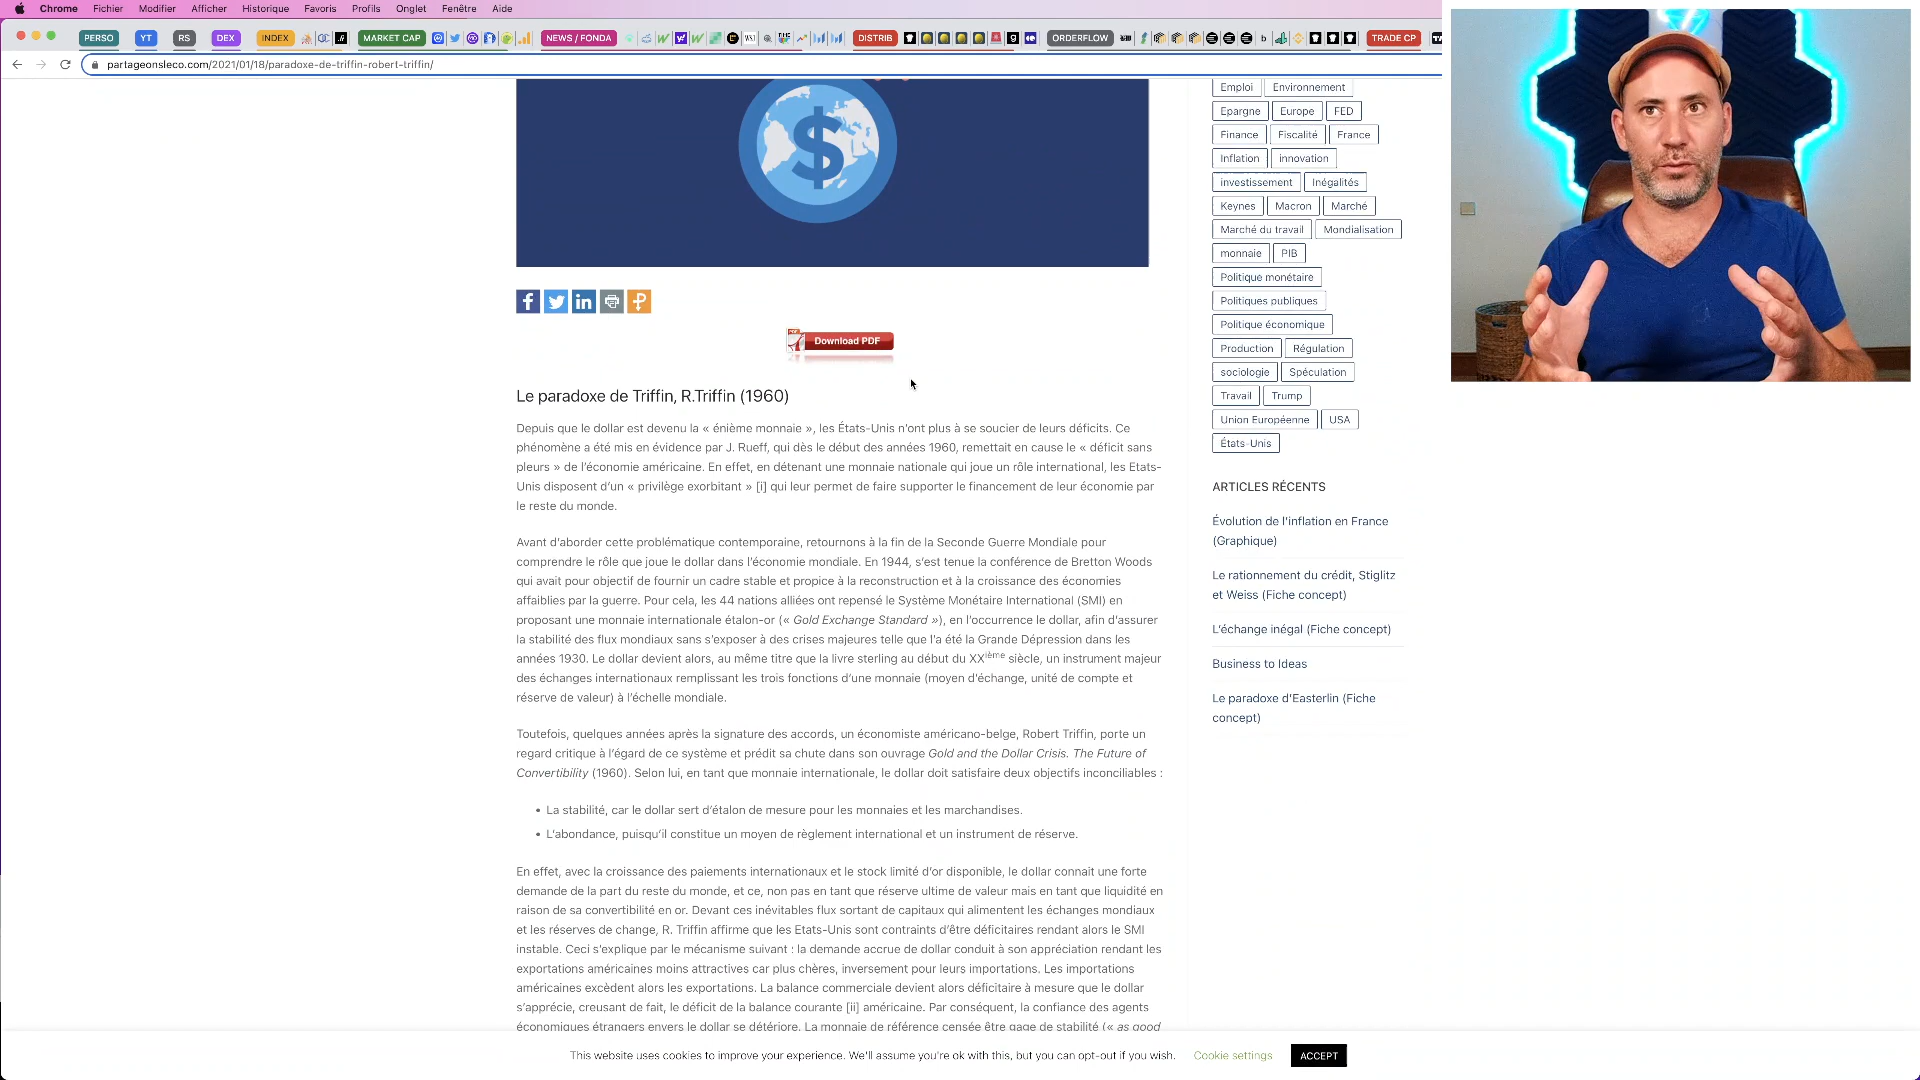 Chrome Fichier Modifier Afficher Historique Favoris Profils Onglet Fenêtre Aide
PERSO YT RS DEX INDEX MARKET CAP NEWS / FONDA DISTRIB ORDERFLOW TRADE CP
partageonsleco.com/2021/01/18/paradoxe-de-triffin-robert-triffin/
$
Download PDF
Le paradoxe de Triffin, R.Triffin (1960)
Depuis que le dollar est devenu la « énième monnaie », les États-Unis n'ont plus à se soucier de leurs déficits. Ce
phénomène a été mis en évidence par J. Rueff, qui dès le début des années 1960, remettait en cause le « déficit sans
pleurs » de l'économie américaine. En effet, en détenant une monnaie nationale qui joue un rôle international, les Etats-
Unis disposent d'un « privilège exorbitant » [i] qui leur permet de faire supporter le financement de leur économie par
le reste du monde.
Avant d'aborder cette problématique contemporaine, retournons à la fin de la Seconde Guerre Mondiale pour
comprendre le rôle que joue le dollar dans l'économie mondiale. En 1944, s'est tenue la conférence de Bretton Woods
qui avait pour objectif de fournir un cadre stable et propice à la reconstruction et à la croissance des économies
affaiblies par la guerre. Pour cela, les 44 nations alliées ont repensé le Système Monétaire International (SMI) en
proposant une monnaie internationale étalon-or (« Gold Exchange Standard »), en l'occurrence le dollar, afin d'assurer
la stabilité des flux mondiaux sans s'exposer à des crises majeures telle que l'a été la Grande Dépression dans les
années 1930. Le dollar devient alors, au même titre que la livre sterling au début du XXième siècle, un instrument majeur
des échanges internationaux remplissant les trois fonctions d'une monnaie (moyen d'échange, unité de compte et
réserve de valeur) à l'échelle mondiale.
Toutefois, quelques années après la signature des accords, un économiste américano-belge, Robert Triffin, porte un
regard critique à l'égard de ce système et prédit sa chute dans son ouvrage Gold and the Dollar Crisis. The Future of
Convertibility (1960). Selon lui, en tant que monnaie internationale, le dollar doit satisfaire deux objectifs inconciliables :
• La stabilité, car le dollar sert d'étalon de mesure pour les monnaies et les marchandises.
• L'abondance, puisqu'il constitue un moyen de règlement international et un instrument de réserve.
En effet, avec la croissance des paiements internationaux et le stock limité d'or disponible, le dollar connait une forte
demande de la part du reste du monde, et ce, non pas en tant que réserve ultime de valeur mais en tant que liquidité en
raison de sa convertibilité en or. Devant ces inévitables flux sortant de capitaux qui alimentent les échanges mondiaux
et les réserves de change, R. Triffin affirme que les Etats-Unis sont contraints d'être déficitaires rendant alors le SMI
instable. Ceci s'explique par le mécanisme suivant : la demande accrue de dollar conduit à son appréciation rendant les
exportations américaines moins attractives car plus chères, inversement pour leurs importations. Les importations
américaines excèdent alors les exportations. La balance commerciale devient alors déficitaire à mesure que le dollar
s'apprécie, creusant de fait, le déficit de la balance courante [ii] américaine. Par conséquent, la confiance des agents
économiques étrangers envers le dollar se détériore. La monnaie de référence censée être gage de stabilité (« as good
Emploi Environnement
Epargne Europe FED
Finance Fiscalité France
Inflation innovation
investissement Inégalités
Keynes Macron Marché
Marché du travail Mondialisation
monnaie PIB
Politique monétaire
Politiques publiques
Politique économique
Production Régulation
sociologie Spéculation
Travail Trump
Union Européenne USA
États-Unis
ARTICLES RÉCENTS
Évolution de l'inflation en France
(Graphique)
Le rationnement du crédit, Stiglitz
et Weiss (Fiche concept)
L'échange inégal (Fiche concept)
Business to Ideas
Le paradoxe d'Easterlin (Fiche
concept)
This website uses cookies to improve your experience. We'll assume you're ok with this, but you can opt-out if you wish. Cookie settings ACCEPT